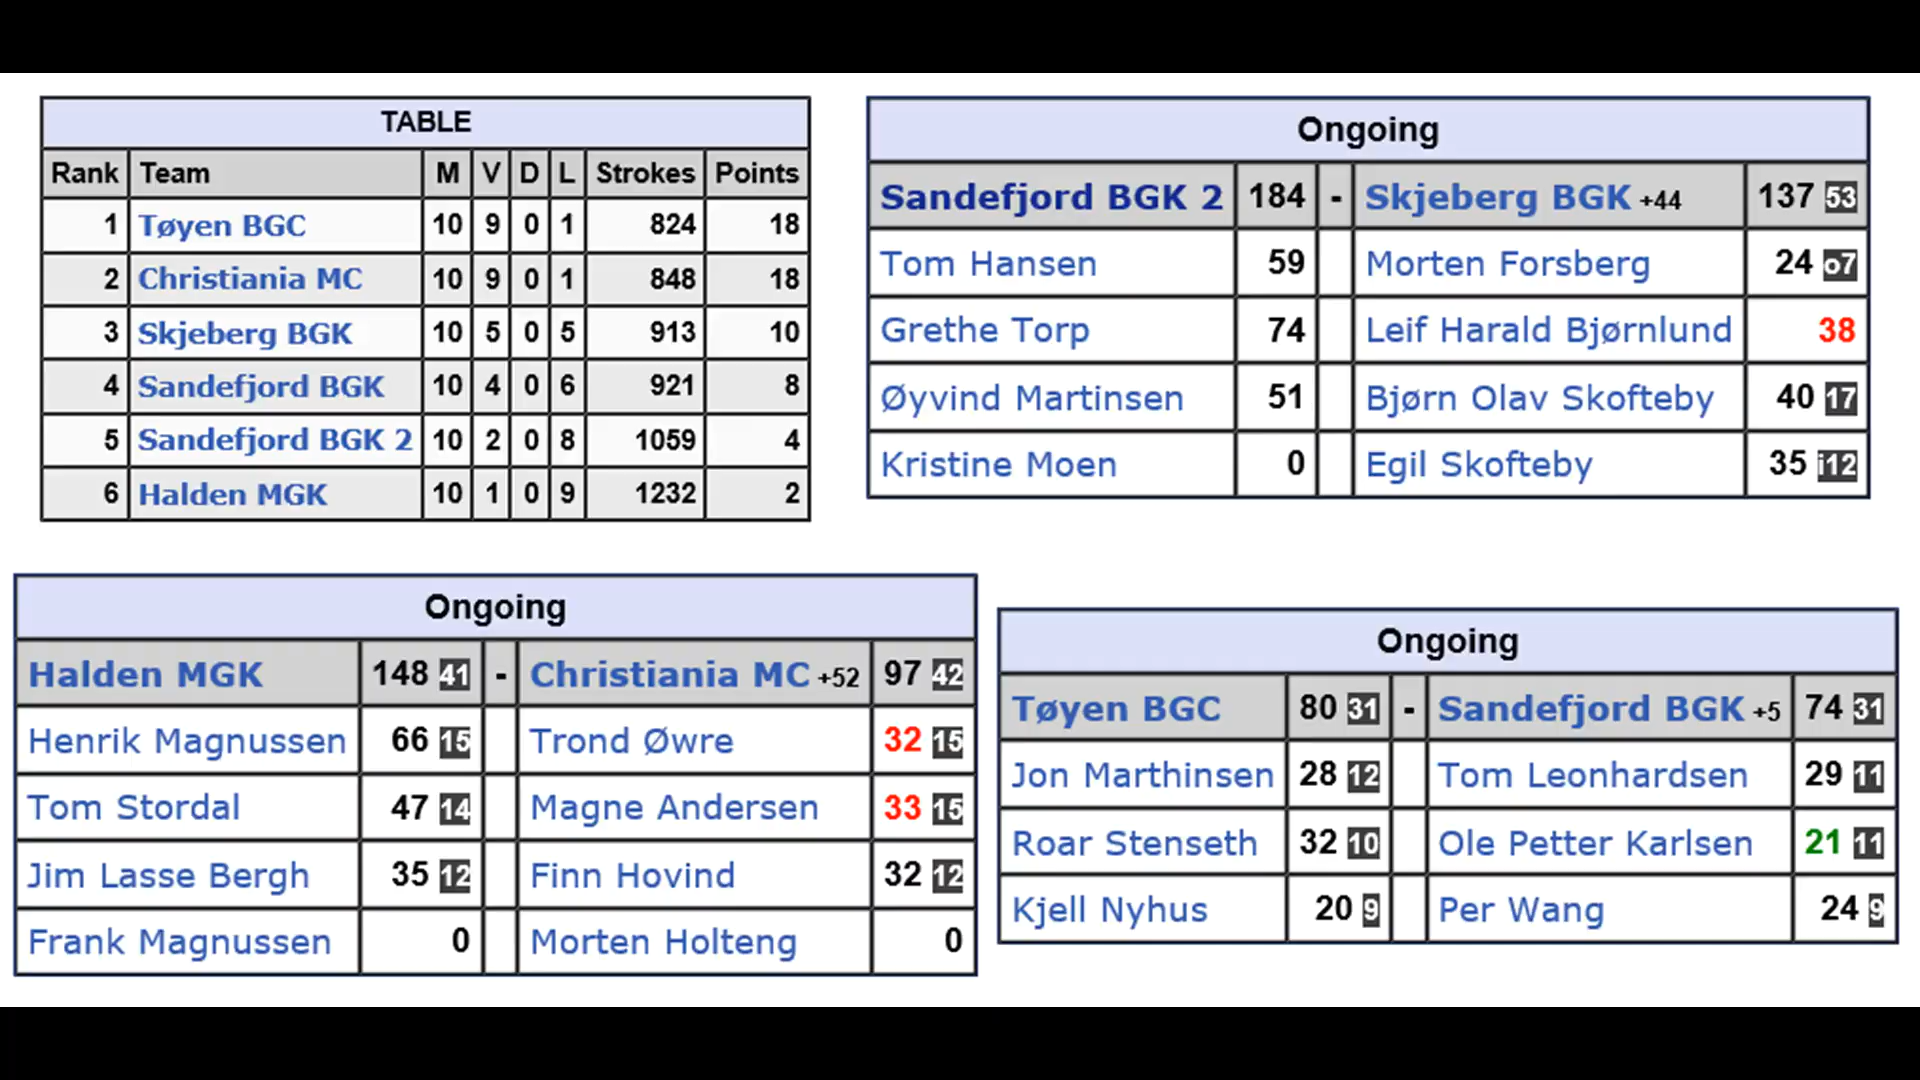 TABLE
Rank Team M V D L Strokes Points
1 Tøyen BGC 10 9 0 1 824 18
2 Christiania MC 10 9 0 1 848 18
3 Skjeberg BGK 10 5 0 5 913 10
4 Sandefjord BGK 10 4 0 6 921 8
5 Sandefjord BGK 2 10 2 0 8 1059 4
6 Halden MGK 10 1 0 9 1232 2
Ongoing
Sandefjord BGK 2 184 - Skjeberg BGK +44 137 53
Tom Hansen 59 Morten Forsberg 24 o7
Grethe Torp 74 Leif Harald Bjørnlund 38
Øyvind Martinsen 51 Bjørn Olav Skofteby 40 17
Kristine Moen 0 Egil Skofteby 35 i12
Ongoing
Halden MGK 148 41 - Christiania MC +52 97 42
Henrik Magnussen 66 15 Trond Øwre 32 15
Tom Stordal 47 14 Magne Andersen 33 15
Jim Lasse Bergh 35 12 Finn Hovind 32 12
Frank Magnussen 0 Morten Holteng 0
Ongoing
Tøyen BGC 80 31 - Sandefjord BGK +5 74 31
Jon Marthinsen 28 12 Tom Leonhardsen 29 11
Roar Stenseth 32 10 Ole Petter Karlsen 21 11
Kjell Nyhus 20 9 Per Wang 24 9